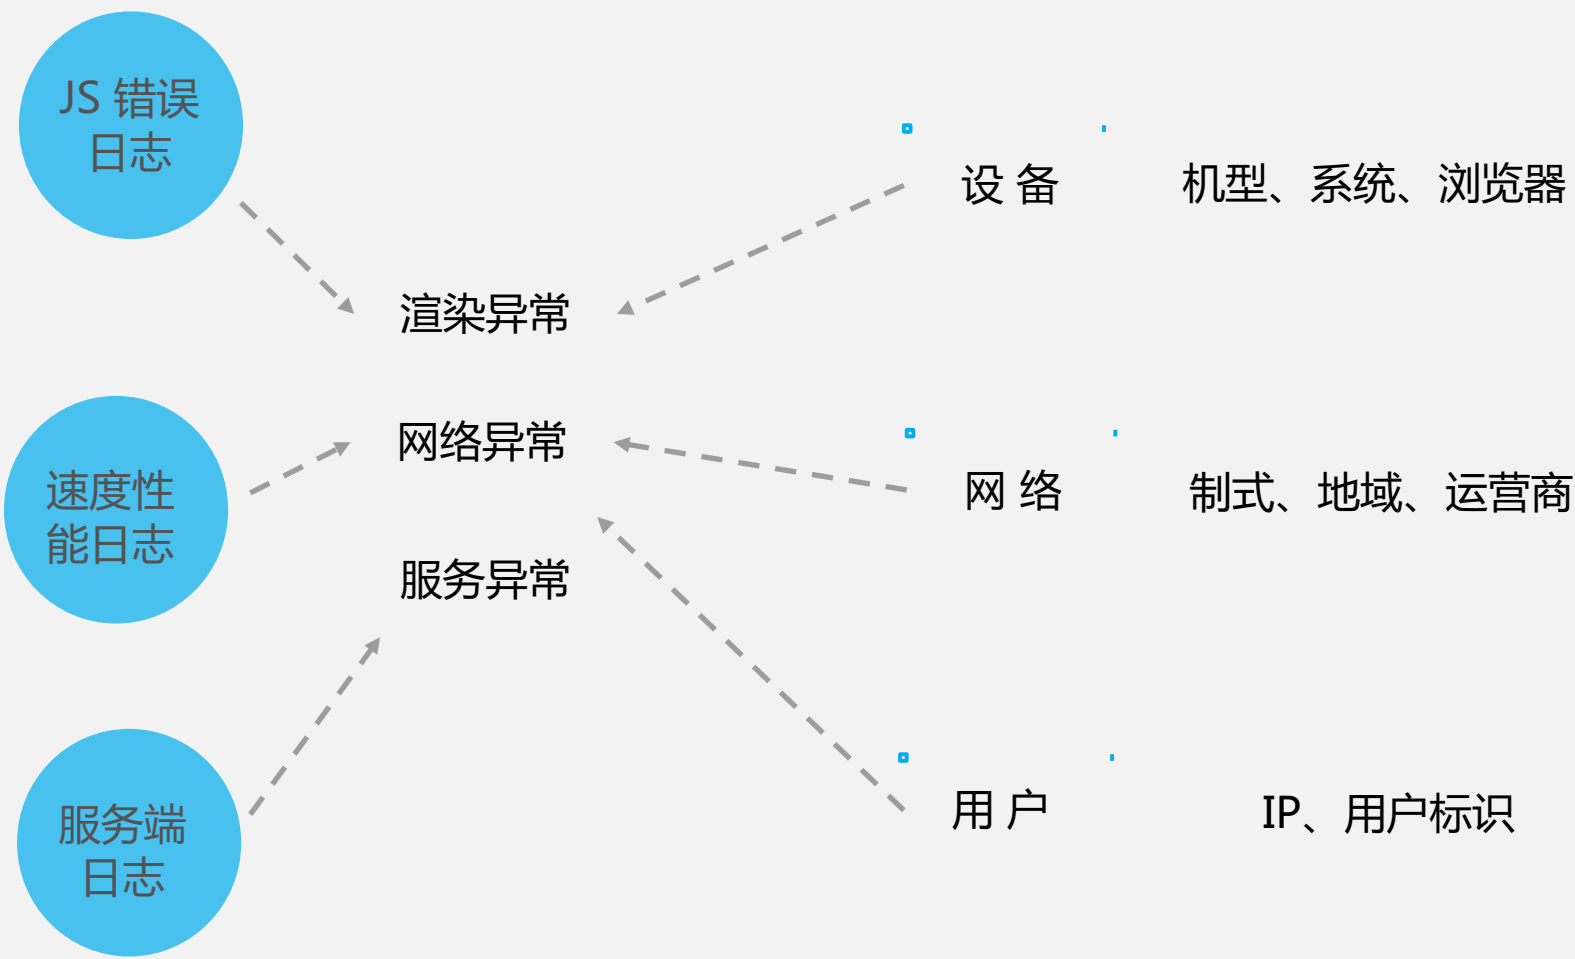 JS 错误
日志
设 备
机型、系统、浏览器
渲染异常
网络异常
速度性
能日志
网 络
制式、地域、运营商
服务异常
服务端
日志
用 户
IP、用户标识